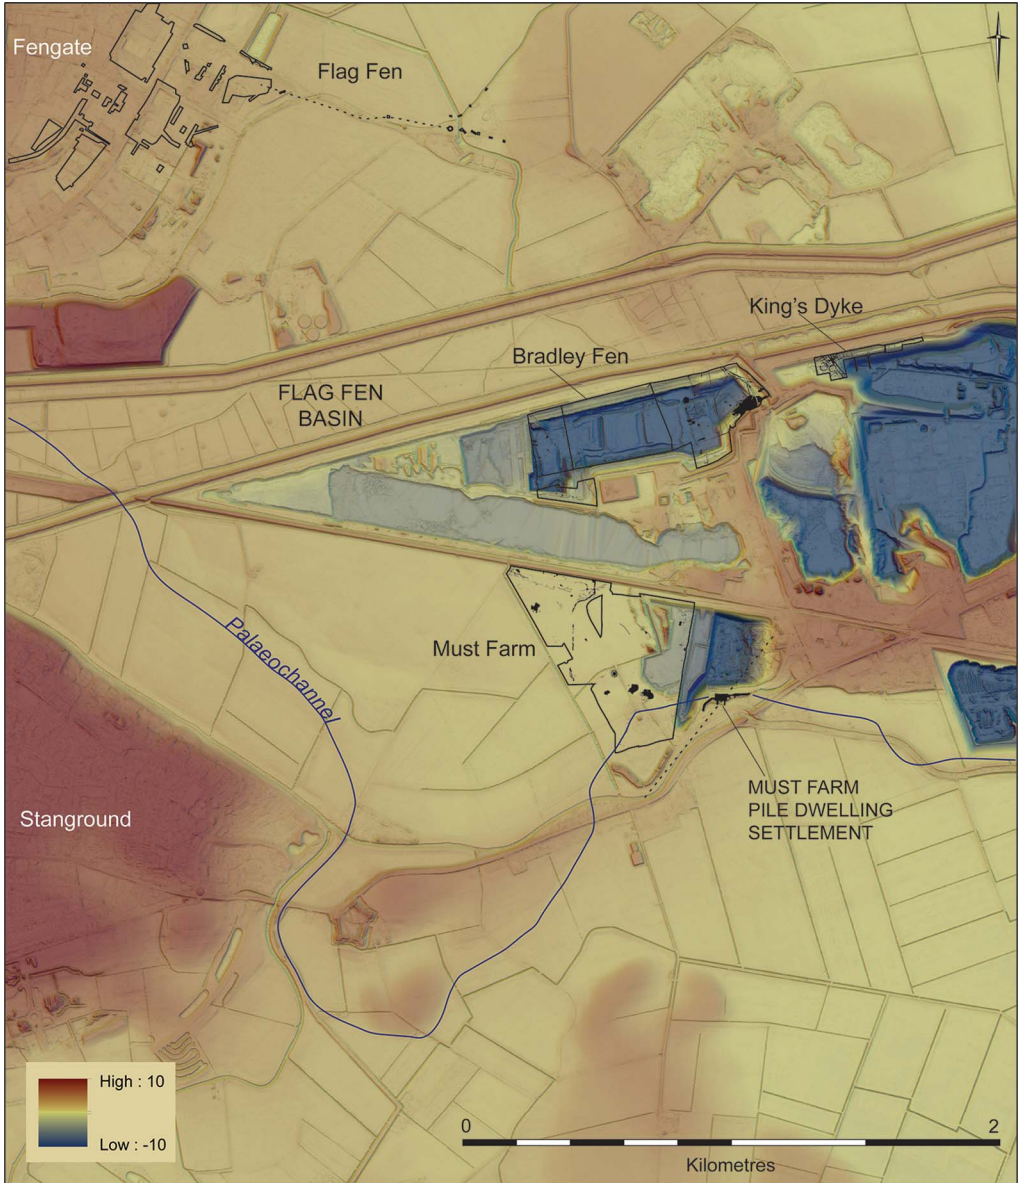 Fengate
Flag Fen
King's Dyke
Bradley Fen
FLAG FEN
BASIN
Palaeochannel
Must Farm
MUST FARM
PILE DWELLING
SETTLEMENT
Stanground
High : 10
Low : -10
0
2
Kilometres